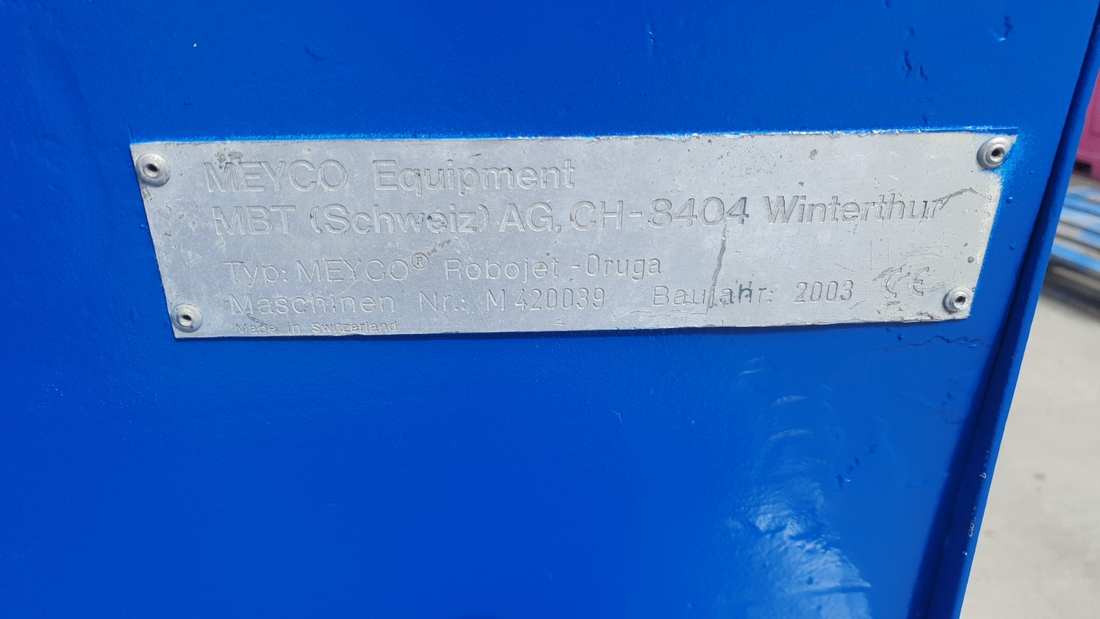 MEYCO Equipment
MBT (Schweiz) AG, CH-8404 Winterthur
Typ: MEYCO® Robojet -Oruga
Maschinen Nr.: M 420039 Baujahr: 2003 CE
Made in Switzerland